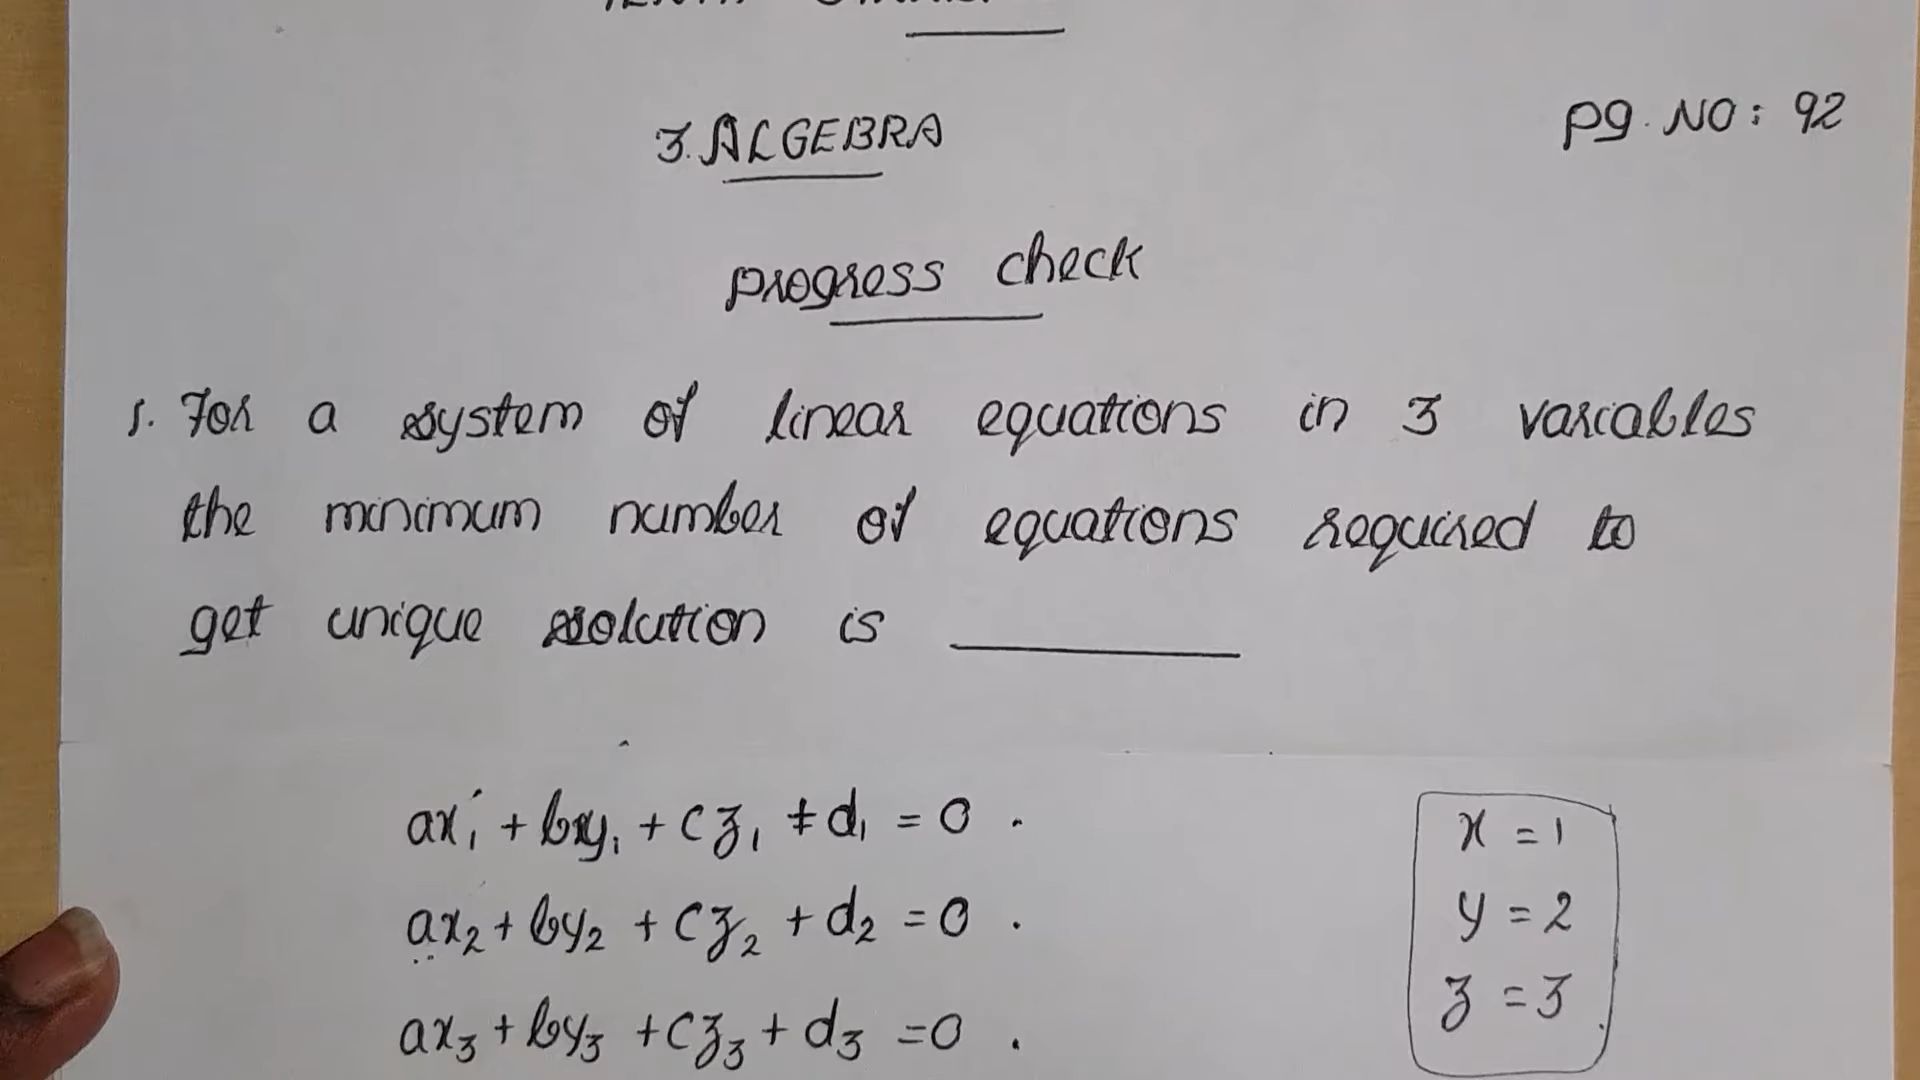 3. ALGEBRA
pg. NO: 92
progress check
1. For a system of linear equations in 3 variables
the minimum number of equations required to
get unique solution is ________
ax₁ + by₁ + cz₁ + d₁ = 0 .
ax₂ + by₂ + cz₂ + d₂ = 0 .
ax₃ + by₃ + cz₃ + d₃ = 0 .
x = 1
y = 2
z = 3